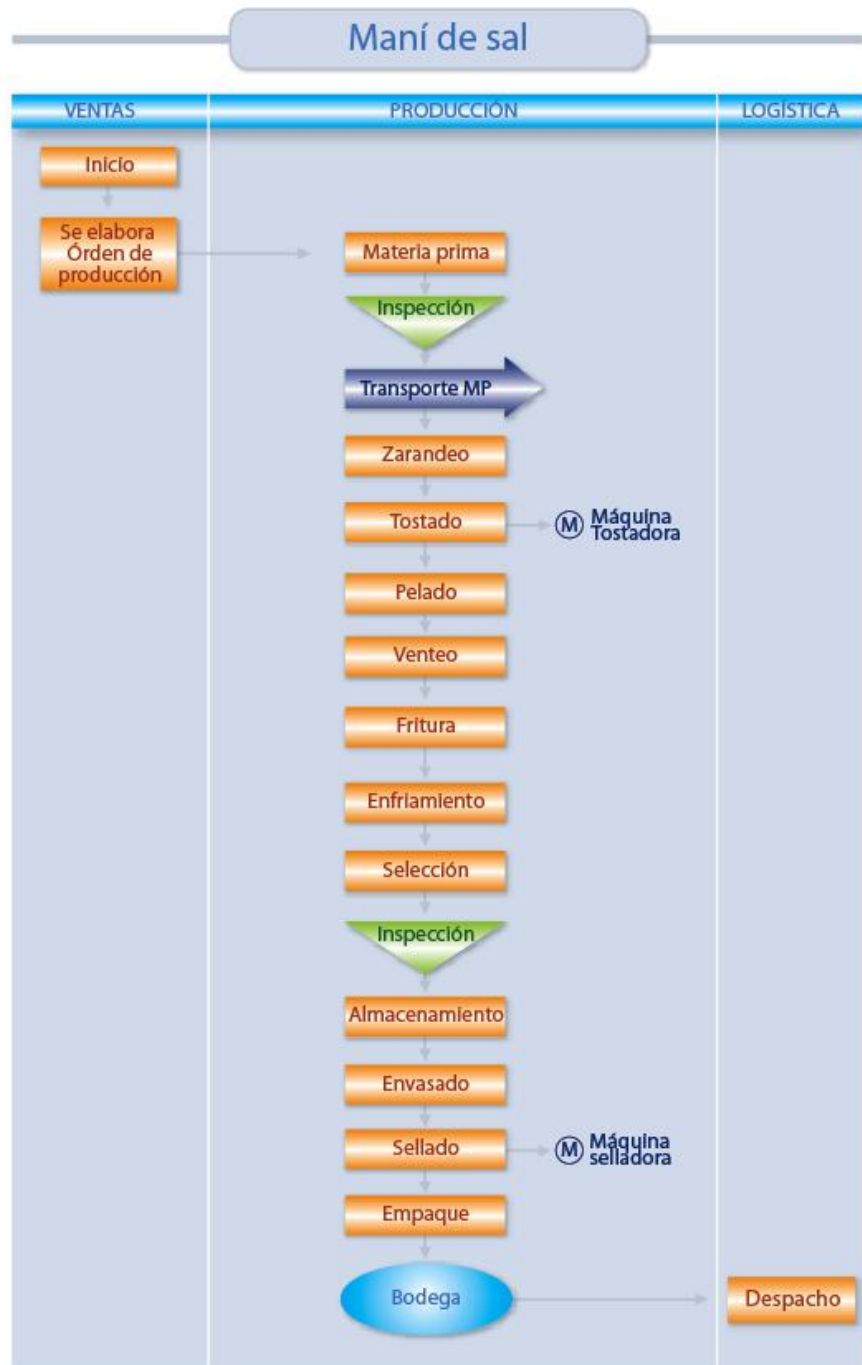 Maní de sal
VENTAS
PRODUCCIÓN
LOGÍSTICA
Inicio
Se elabora
Órden de
producción
Materia prima
Inspección
Transporte MP
Zarandeo
Tostado
M Máquina
Tostadora
Pelado
Venteo
Fritura
Enfriamiento
Selección
Inspección
Almacenamiento
Envasado
Sellado
M Máquina
selladora
Empaque
Bodega
Despacho